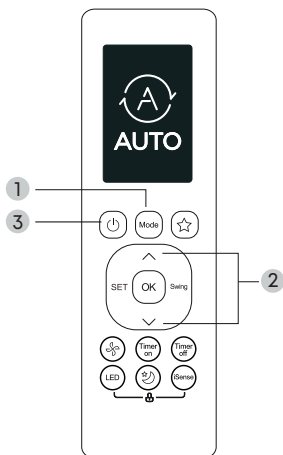 A
AUTO
1
3
Mode
2
SET OK Swing
Timer on
Timer off
LED
iSense